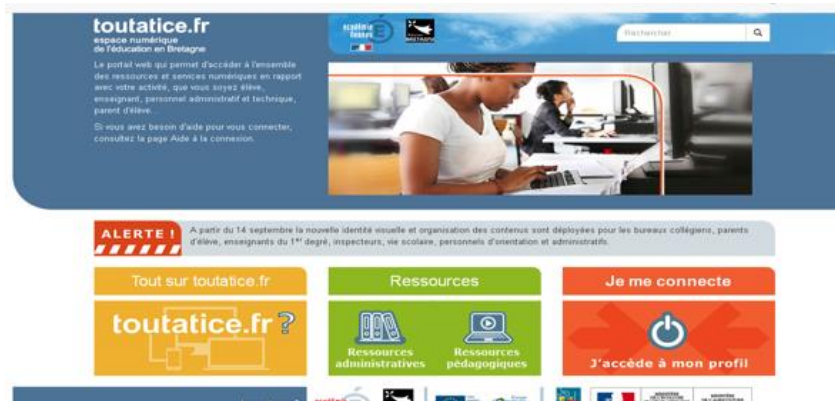 toutatice.fr
espace numérique
de l'éducation en Bretagne
Le portail web qui permet d'accéder à l'ensemble
des ressources et services numériques en rapport
avec votre activité, que vous soyez élève,
enseignant, personnel administratif et technique,
parent d'élève...
Si vous avez besoin d'aide pour vous connecter,
consultez la page Aide à la connexion.
académie
Rennes
BRETAGNE
Rechercher
ALERTE !
A partir du 14 septembre la nouvelle identité visuelle et organisation des contenus sont déployées pour les bureaux collégiens, parents
d'élève, enseignants du 1er degré, inspecteurs, vie scolaire, personnels d'orientation et administratifs.
Tout sur toutatice.fr
toutatice.fr ?
Ressources
Ressources
administratives
Ressources
pédagogiques
Je me connecte
J'accède à mon profil